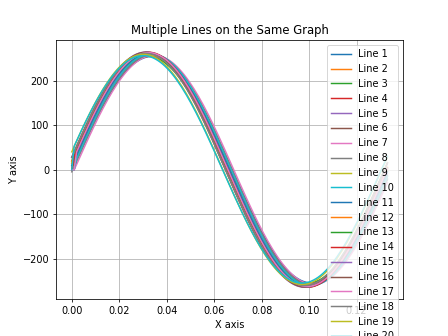 Multiple Lines on the Same Graph
Y axis
200
100
0
−100
−200
0.00
0.02
0.04
0.06
0.08
0.10
X axis
Line 1
Line 2
Line 3
Line 4
Line 5
Line 6
Line 7
Line 8
Line 9
Line 10
Line 11
Line 12
Line 13
Line 14
Line 15
Line 16
Line 17
Line 18
Line 19
Line 20